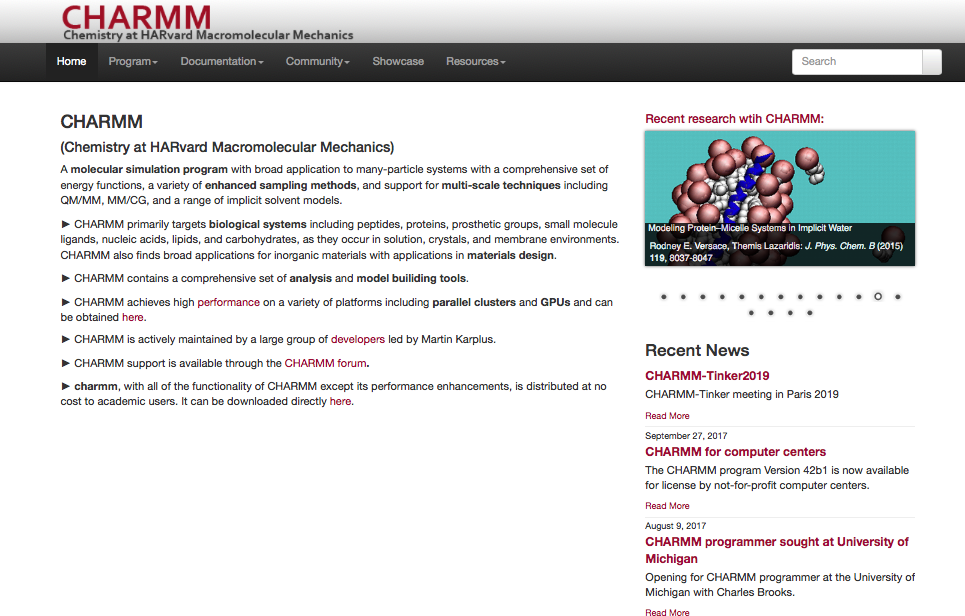 CHARMM
Chemistry at HARvard Macromolecular Mechanics
Home Program Documentation Community Showcase Resources Search
CHARMM
(Chemistry at HARvard Macromolecular Mechanics)
A molecular simulation program with broad application to many-particle systems with a comprehensive set of
energy functions, a variety of enhanced sampling methods, and support for multi-scale techniques including
QM/MM, MM/CG, and a range of implicit solvent models.
► CHARMM primarily targets biological systems including peptides, proteins, prosthetic groups, small molecule
ligands, nucleic acids, lipids, and carbohydrates, as they occur in solution, crystals, and membrane environments.
CHARMM also finds broad applications for inorganic materials with applications in materials design.
► CHARMM contains a comprehensive set of analysis and model builiding tools.
► CHARMM achieves high performance on a variety of platforms including parallel clusters and GPUs and can
be obtained here.
► CHARMM is actively maintained by a large group of developers led by Martin Karplus.
► CHARMM support is available through the CHARMM forum.
► charmm, with all of the functionality of CHARMM except its performance enhancements, is distributed at no
cost to academic users. It can be downloaded directly here.
Recent research wtih CHARMM:
Modeling Protein–Micelle Systems in Implicit Water
Rodney E. Versace, Themis Lazaridis: J. Phys. Chem. B (2015)
119, 8037-8047
Recent News
CHARMM-Tinker2019
CHARMM-Tinker meeting in Paris 2019
Read More
September 27, 2017
CHARMM for computer centers
The CHARMM program Version 42b1 is now available
for license by not-for-profit computer centers.
Read More
August 9, 2017
CHARMM programmer sought at University of
Michigan
Opening for CHARMM programmer at the University of
Michigan with Charles Brooks.
Read More